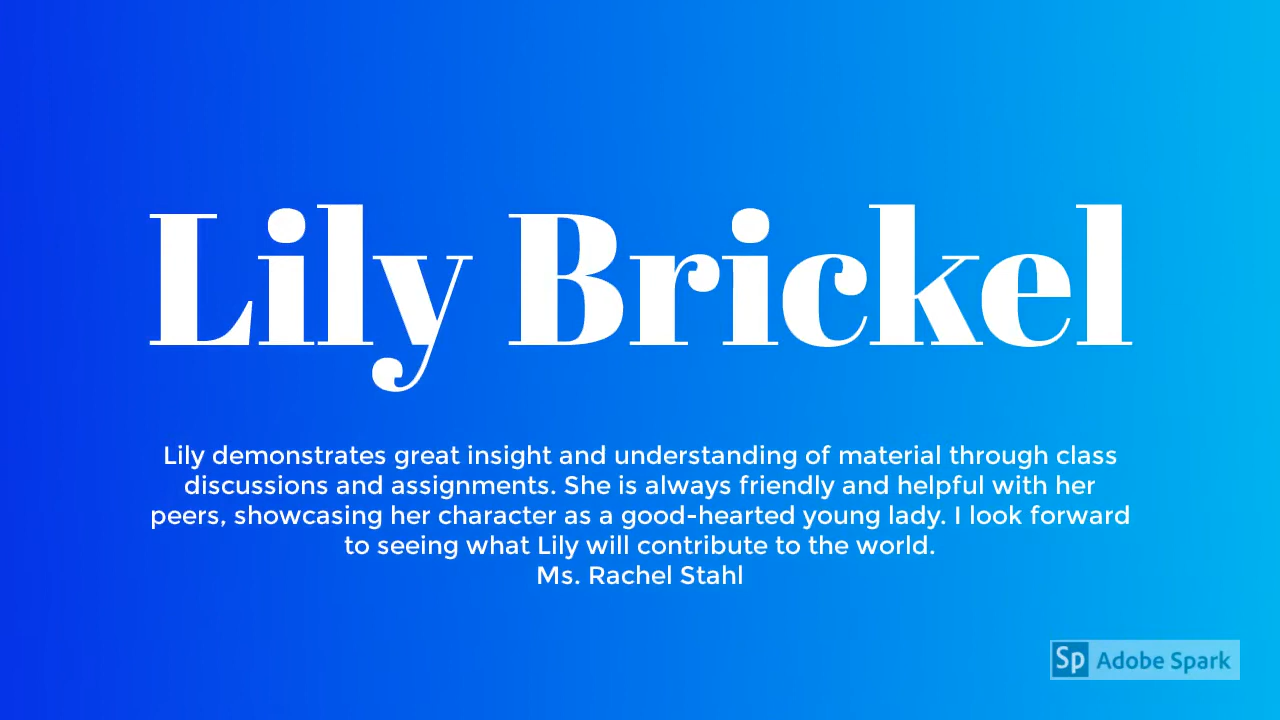 Lily Brickel
Lily demonstrates great insight and understanding of material through class
discussions and assignments. She is always friendly and helpful with her
peers, showcasing her character as a good-hearted young lady. I look forward
to seeing what Lily will contribute to the world.
Ms. Rachel Stahl
Sp Adobe Spark